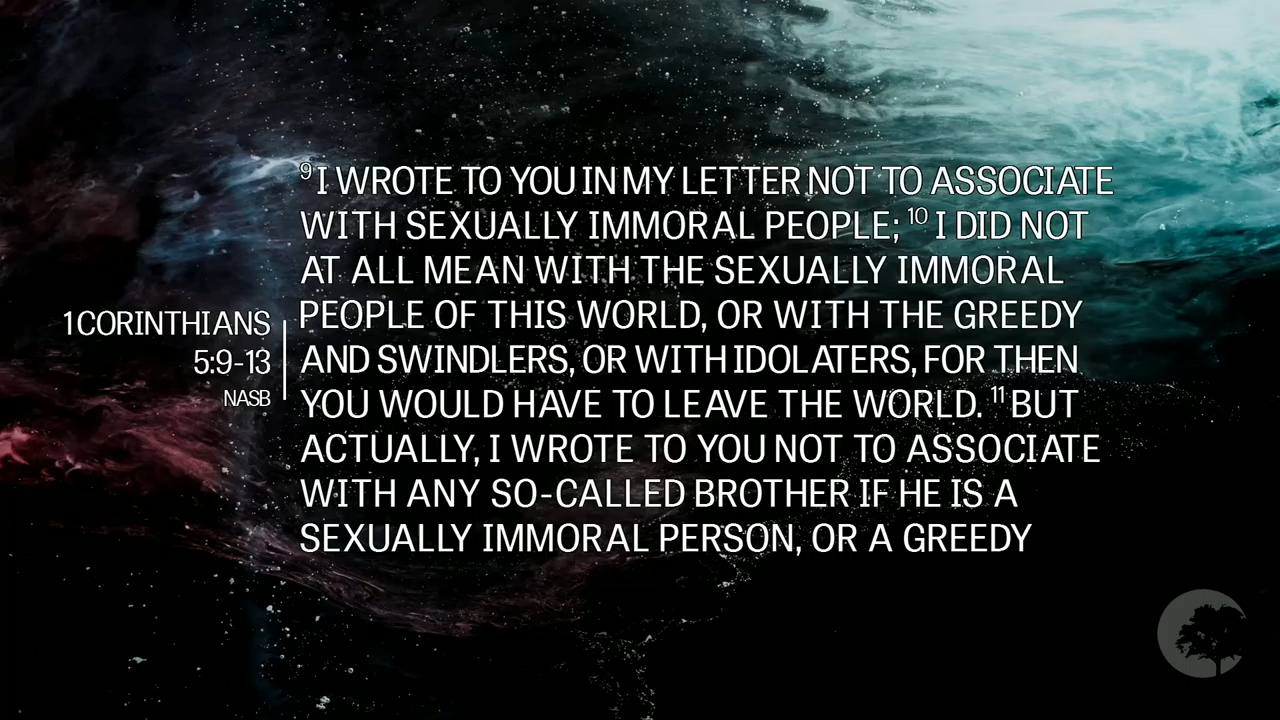 1 CORINTHIANS
5:9-13
NASB
9 I WROTE TO YOU IN MY LETTER NOT TO ASSOCIATE
WITH SEXUALLY IMMORAL PEOPLE; 10 I DID NOT
AT ALL MEAN WITH THE SEXUALLY IMMORAL
PEOPLE OF THIS WORLD, OR WITH THE GREEDY
AND SWINDLERS, OR WITH IDOLATERS, FOR THEN
YOU WOULD HAVE TO LEAVE THE WORLD. 11 BUT
ACTUALLY, I WROTE TO YOU NOT TO ASSOCIATE
WITH ANY SO-CALLED BROTHER IF HE IS A
SEXUALLY IMMORAL PERSON, OR A GREEDY